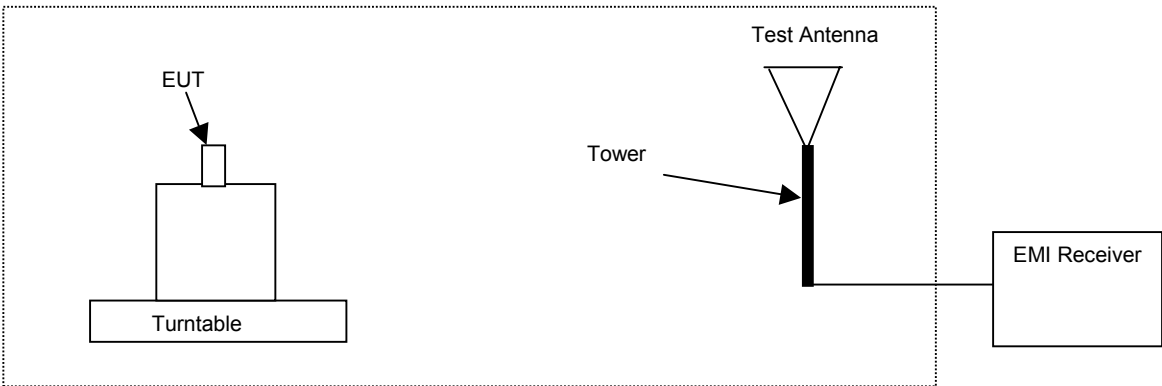 Test Antenna
EUT
Tower
EMI Receiver
Turntable